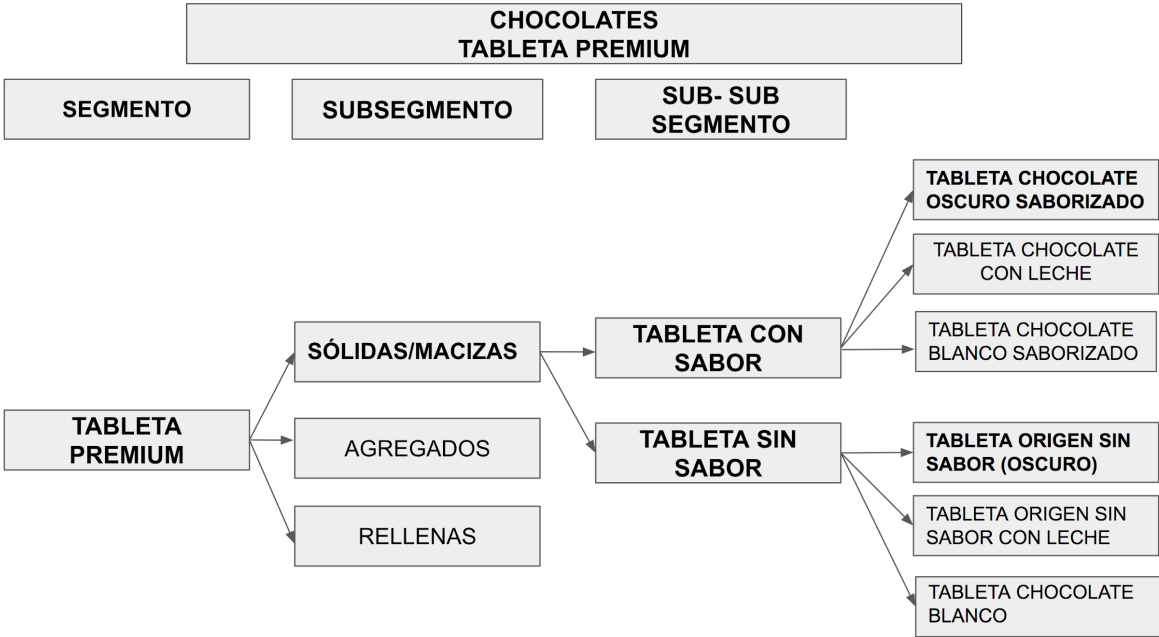 CHOCOLATES
TABLETA PREMIUM
SEGMENTO
SUBSEGMENTO
SUB- SUB
SEGMENTO
TABLETA CHOCOLATE
OSCURO SABORIZADO
TABLETA CHOCOLATE
CON LECHE
TABLETA CHOCOLATE
BLANCO SABORIZADO
SÓLIDAS/MACIZAS
TABLETA CON
SABOR
TABLETA
PREMIUM
AGREGADOS
TABLETA SIN
SABOR
TABLETA ORIGEN SIN
SABOR (OSCURO)
RELLENAS
TABLETA ORIGEN SIN
SABOR CON LECHE
TABLETA CHOCOLATE
BLANCO